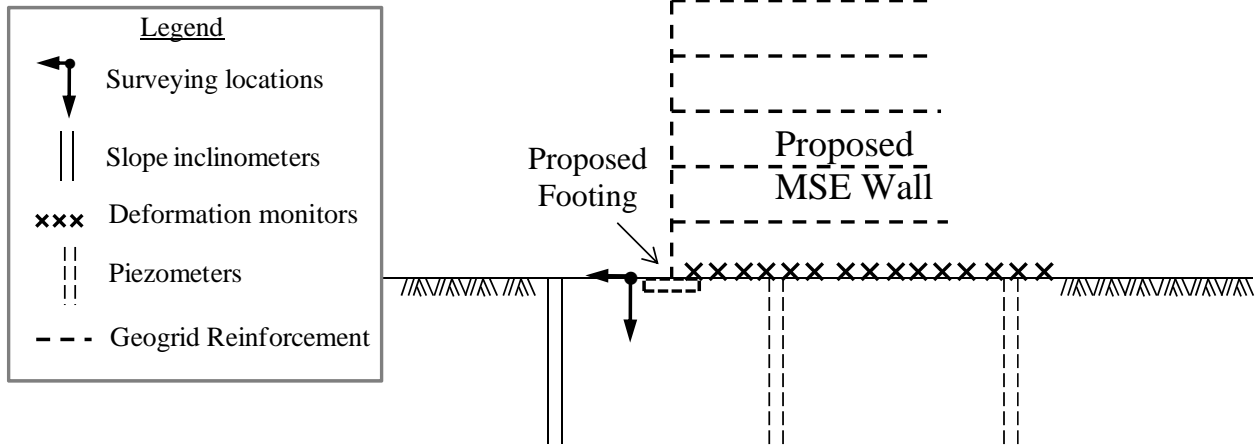 Legend
Surveying locations
Slope inclinometers
Deformation monitors
Piezometers
Geogrid Reinforcement
Proposed
Footing
Proposed
MSE Wall